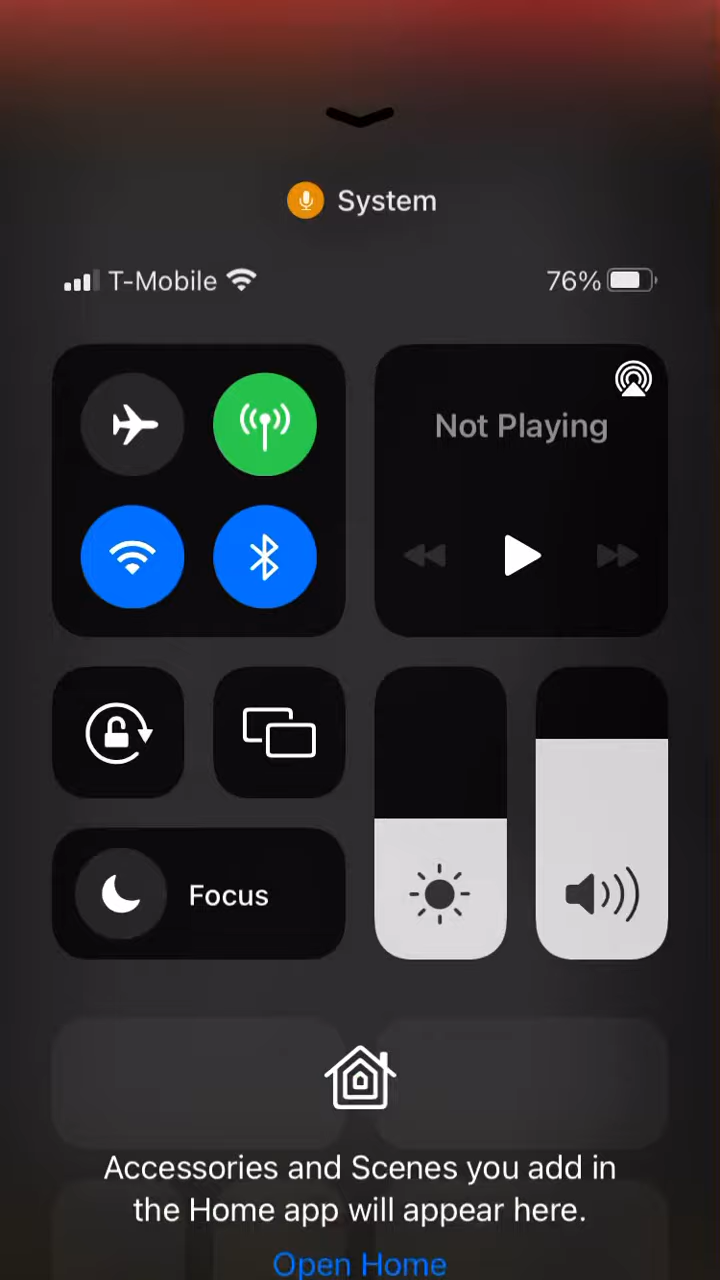 System
T-Mobile 76%
Not Playing
Focus
Accessories and Scenes you add in
the Home app will appear here.
Open Home